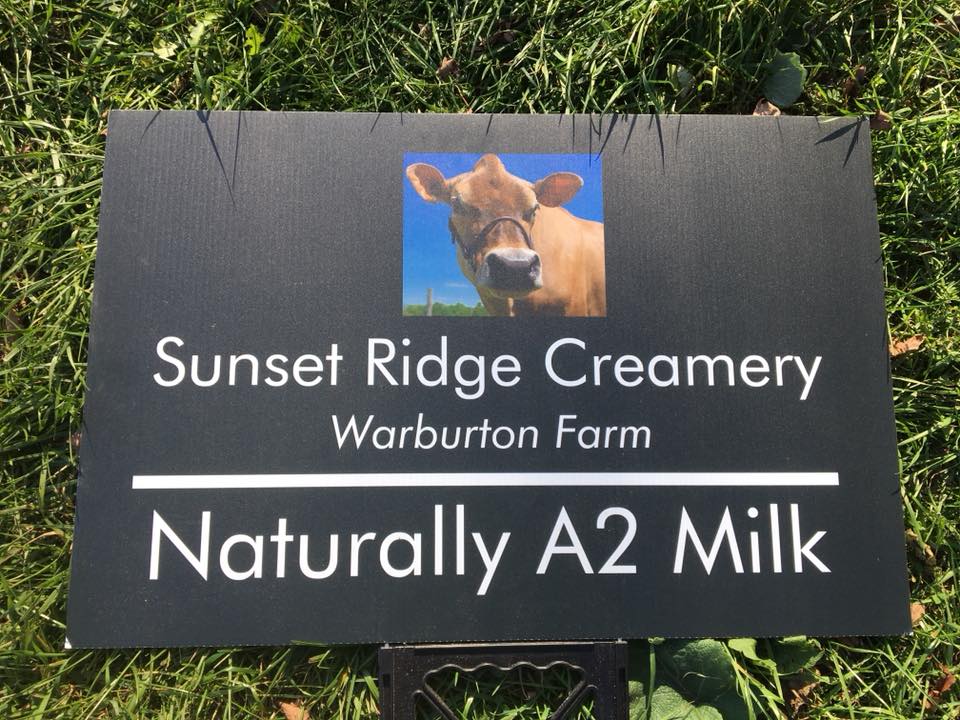 Sunset Ridge Creamery
Warburton Farm
Naturally A2 Milk